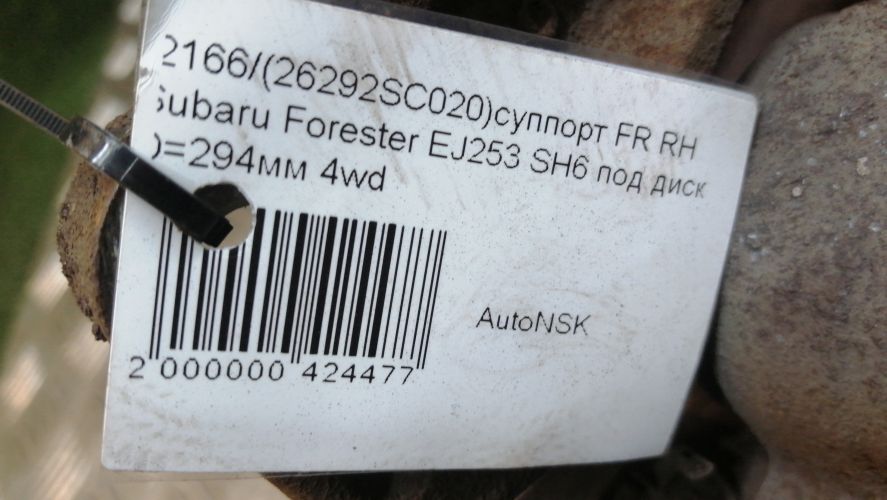 2166/(26292SC020)суппорт FR RH
Subaru Forester EJ253 SH6 под диск
D=294мм 4wd
AutoNSK
2 000000 424477